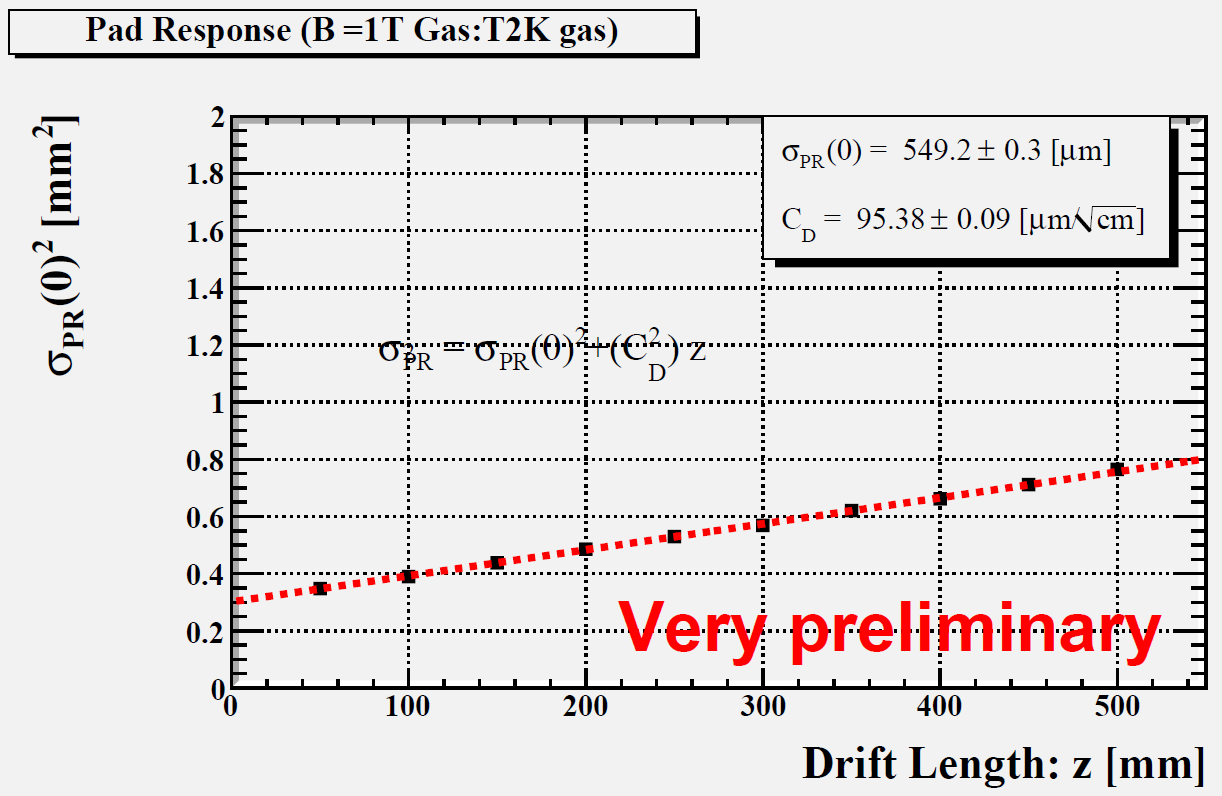 Pad Response (B =1T Gas:T2K gas)
σPR(0)² [mm²]
2
1.8
1.6
1.4
1.2
1
0.8
0.6
0.4
0.2
0
σPR(0) = 549.2 ± 0.3 [μm]
CD = 95.38 ± 0.09 [μm/√cm]
σ²PR = σPR(0)²+(C²D) z
Very preliminary
0 100 200 300 400 500
Drift Length: z [mm]